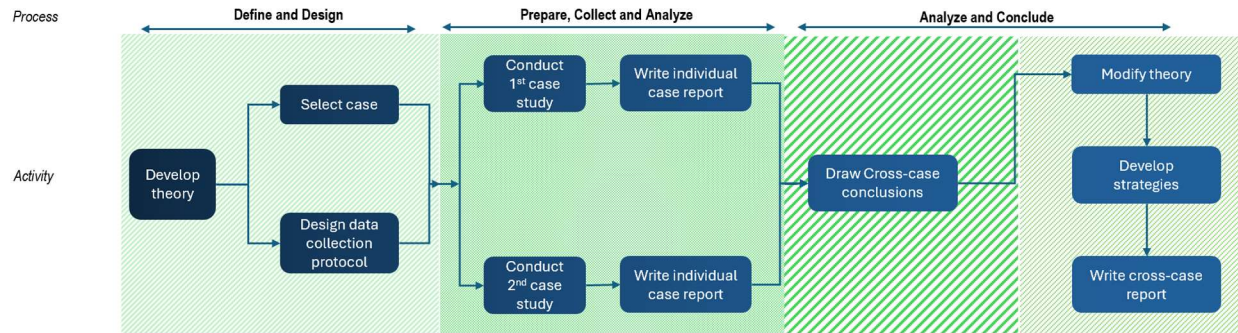 Process
Define and Design
Prepare, Collect and Analyze
Analyze and Conclude
Activity
Develop
theory
Select case
Design data
collection
protocol
Conduct
1st case
study
Write individual
case report
Conduct
2nd case
study
Write individual
case report
Draw Cross-case
conclusions
Modify theory
Develop
strategies
Write cross-case
report